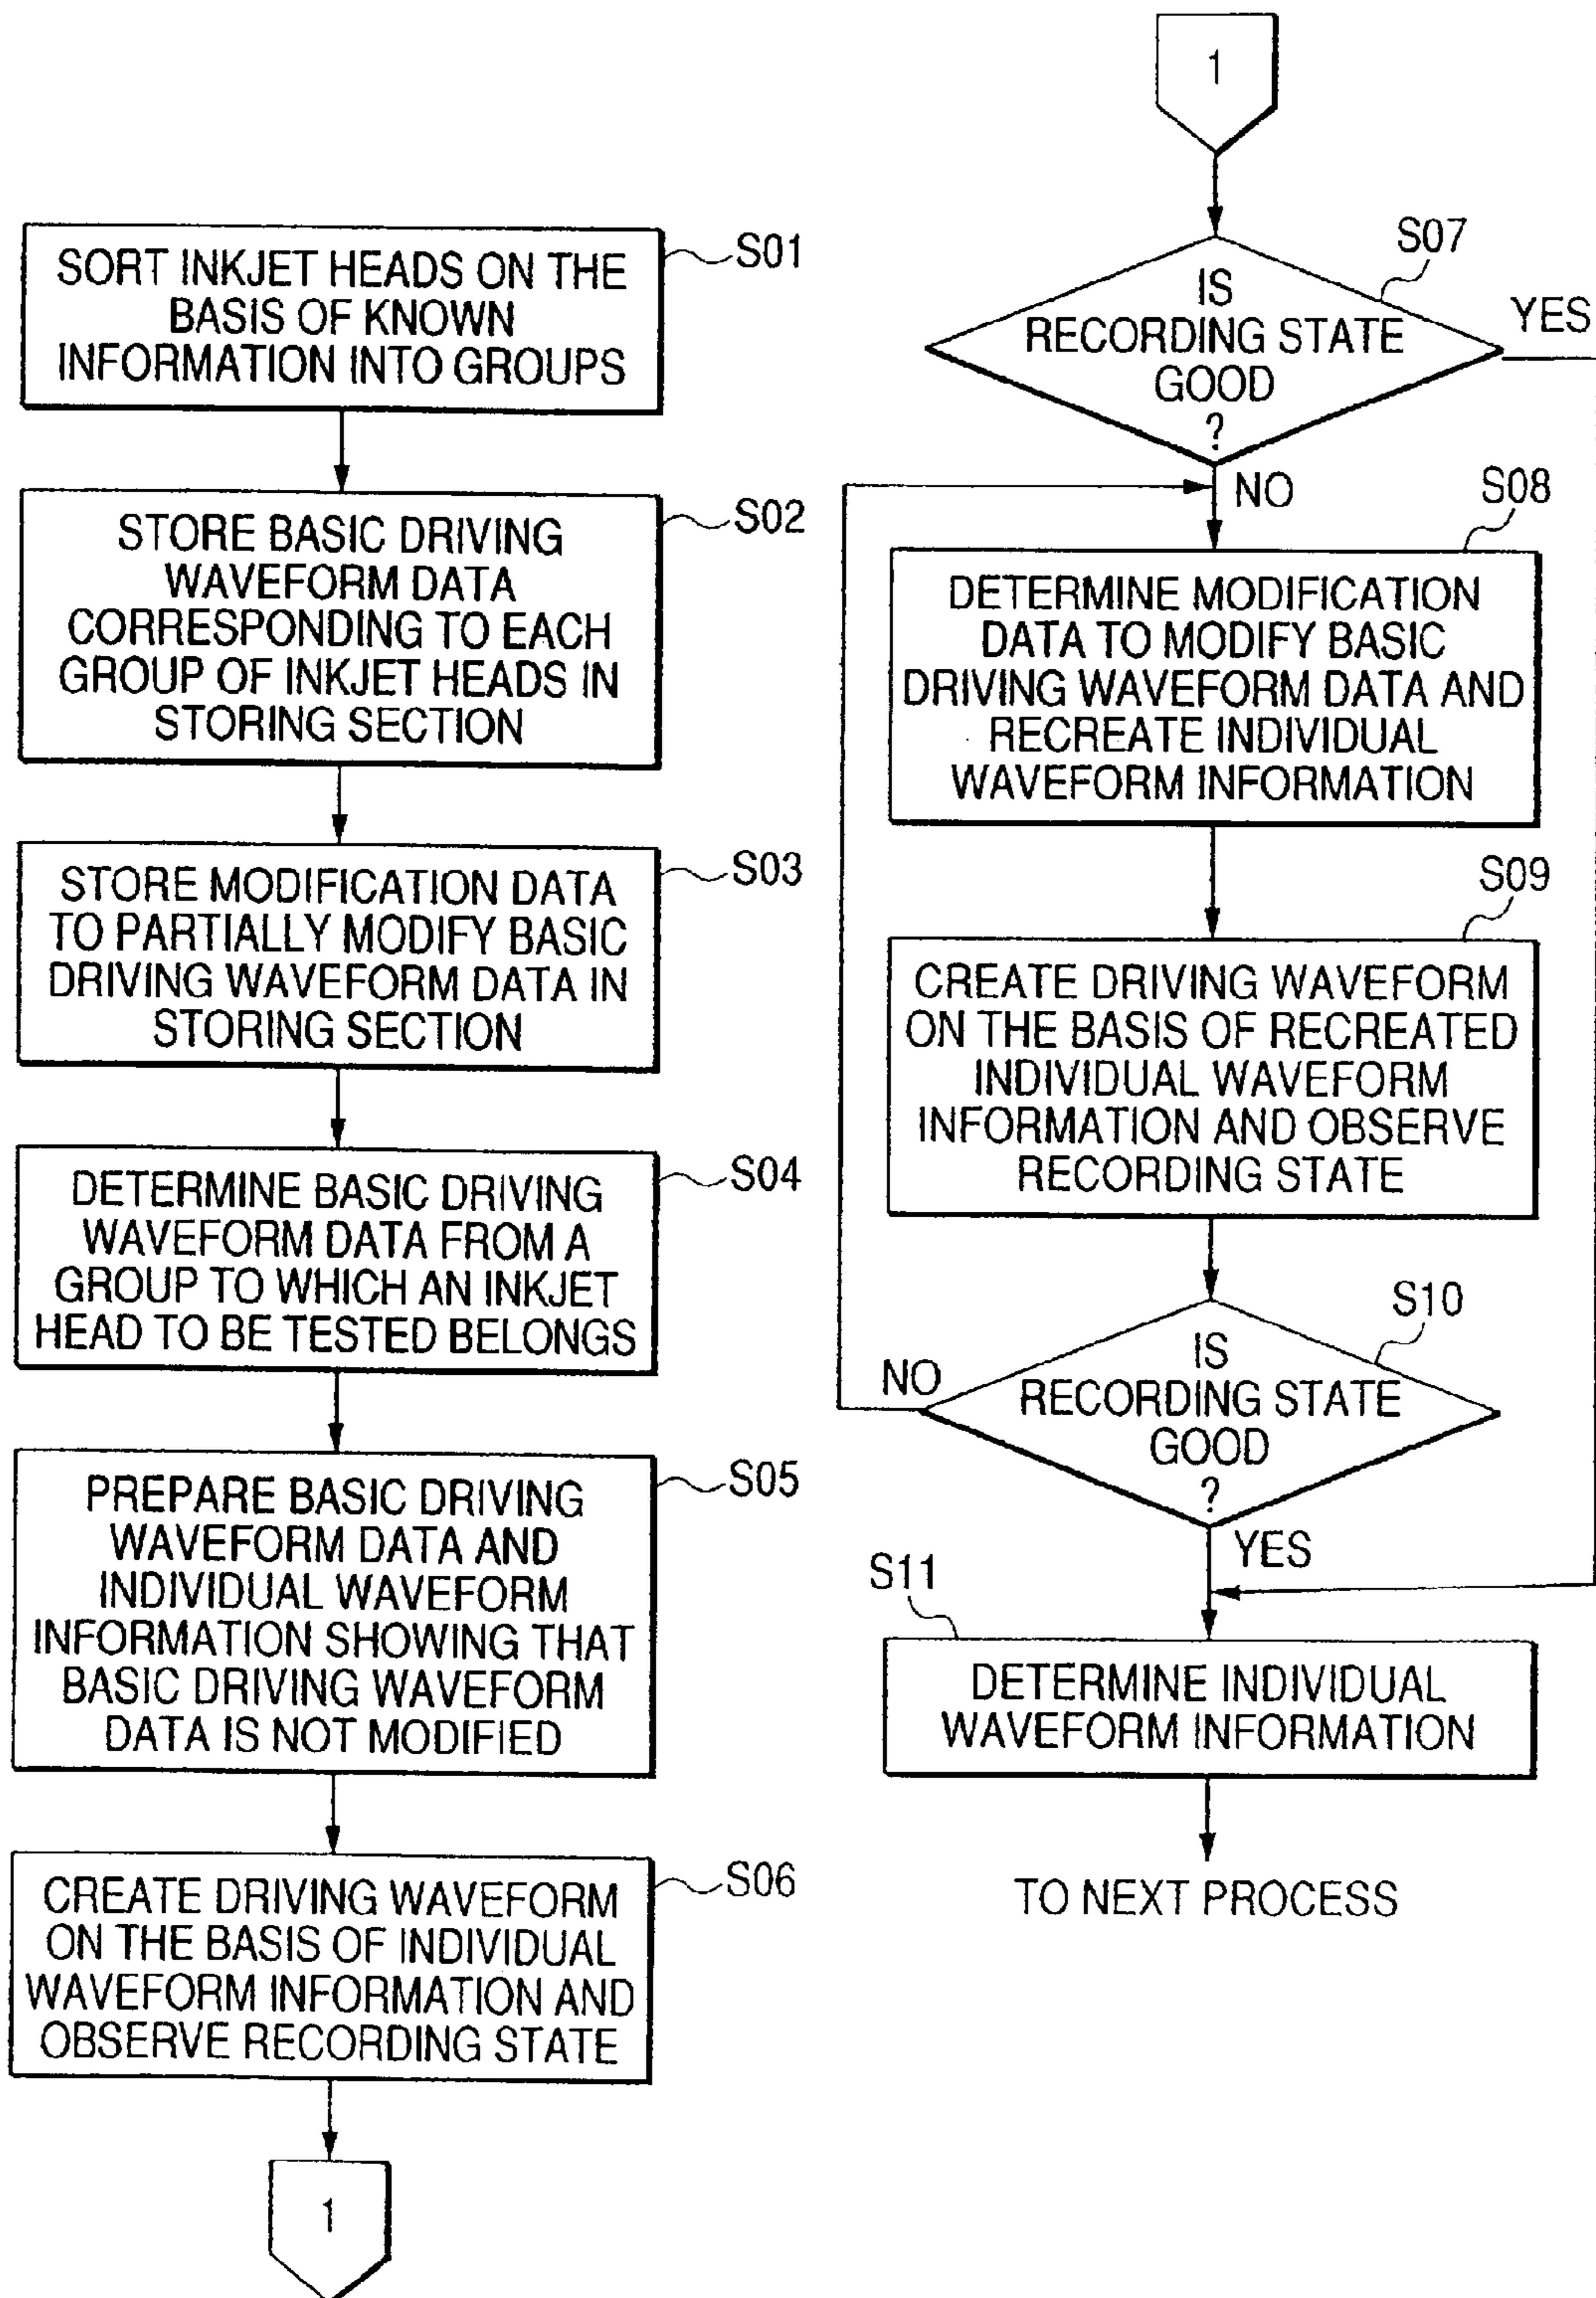 SORT INKJET HEADS ON THE
BASIS OF KNOWN
INFORMATION INTO GROUPS
S01
STORE BASIC DRIVING
WAVEFORM DATA
CORRESPONDING TO EACH
GROUP OF INKJET HEADS IN
STORING SECTION
S02
STORE MODIFICATION DATA
TO PARTIALLY MODIFY BASIC
DRIVING WAVEFORM DATA IN
STORING SECTION
S03
DETERMINE BASIC DRIVING
WAVEFORM DATA FROM A
GROUP TO WHICH AN INKJET
HEAD TO BE TESTED BELONGS
S04
PREPARE BASIC DRIVING
WAVEFORM DATA AND
INDIVIDUAL WAVEFORM
INFORMATION SHOWING THAT
BASIC DRIVING WAVEFORM
DATA IS NOT MODIFIED
S05
CREATE DRIVING WAVEFORM
ON THE BASIS OF INDIVIDUAL
WAVEFORM INFORMATION AND
OBSERVE RECORDING STATE
S06
1
1
S07
IS
RECORDING STATE
GOOD
?
YES
NO
S08
DETERMINE MODIFICATION
DATA TO MODIFY BASIC
DRIVING WAVEFORM DATA AND
RECREATE INDIVIDUAL
WAVEFORM INFORMATION
S09
CREATE DRIVING WAVEFORM
ON THE BASIS OF RECREATED
INDIVIDUAL WAVEFORM
INFORMATION AND OBSERVE
RECORDING STATE
S10
IS
RECORDING STATE
GOOD
?
NO
YES
S11
DETERMINE INDIVIDUAL
WAVEFORM INFORMATION
TO NEXT PROCESS